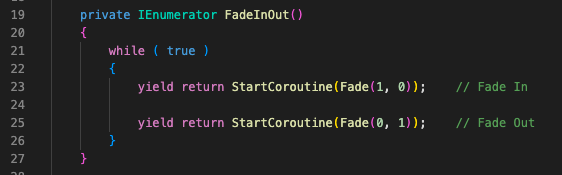 19 private IEnumerator FadeInOut()
20 {
21 while ( true )
22 {
23 yield return StartCoroutine(Fade(1, 0)); // Fade In
24
25 yield return StartCoroutine(Fade(0, 1)); // Fade Out
26 }
27 }